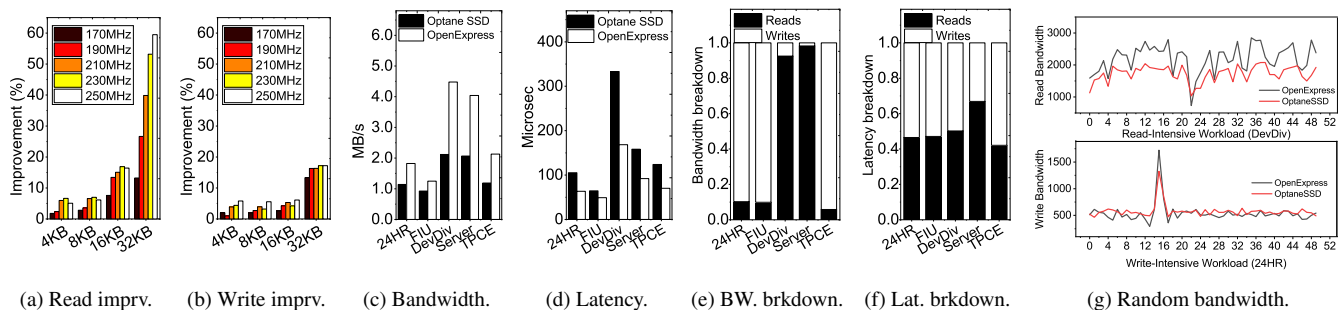 Improvement (%)
60
50
40
30
20
10
0
170MHz
190MHz
210MHz
230MHz
250MHz
4KB
8KB
16KB
32KB
(a) Read imprv.
Improvement (%)
60
50
40
30
20
10
0
170MHz
190MHz
210MHz
230MHz
250MHz
4KB
8KB
16KB
32KB
(b) Write imprv.
MB/s
6.0
5.0
4.0
3.0
2.0
1.0
0.0
Optane SSD
OpenExpress
24HR
FIU
DevDiv
Server
TPCE
(c) Bandwidth.
Microsec
400
300
200
100
0
Optane SSD
OpenExpress
24HR
FIU
DevDiv
Server
TPCE
(d) Latency.
Bandwidth breakdown
1.0
0.8
0.6
0.4
0.2
0.0
Reads
Writes
24HR
FIU
DevDiv
Server
TPCE
(e) BW. brkdown.
Latency breakdown
1.0
0.8
0.6
0.4
0.2
0.0
Reads
Writes
24HR
FIU
DevDiv
Server
TPCE
(f) Lat. brkdown.
Read Bandwidth
3000
2000
1000
OpenExpress
OptaneSSD
0 4 8 12 16 20 24 28 32 36 40 44 48 52
Read-Intensive Workload (DevDiv)
Write Bandwidth
1500
1000
500
OpenExpress
OptaneSSD
0 4 8 12 16 20 24 28 32 36 40 44 48 52
Write-Intensive Workload (24HR)
(g) Random bandwidth.